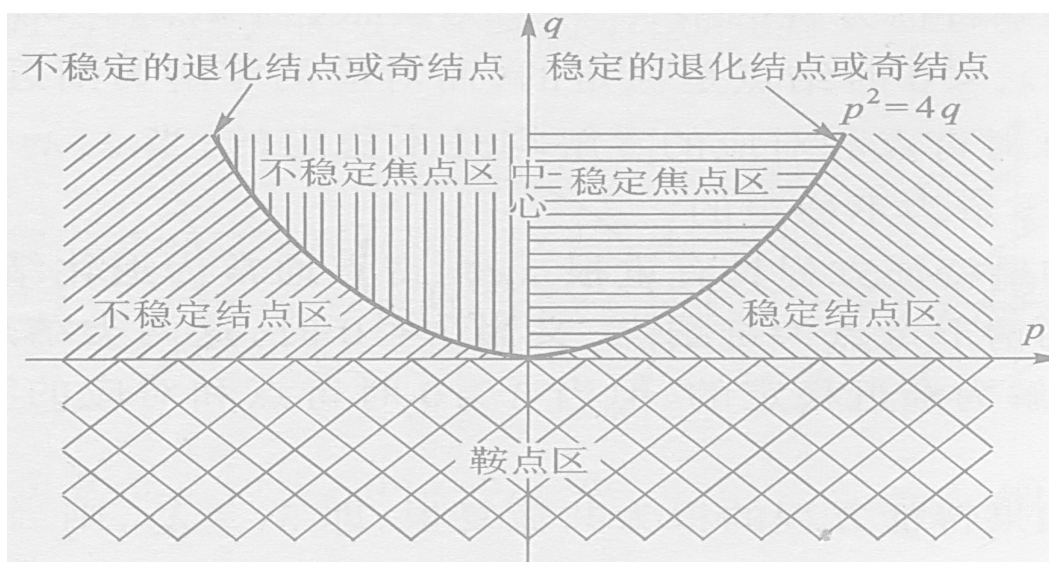 q
不稳定的退化结点或奇结点
稳定的退化结点或奇结点
p²=4q
不稳定焦点区
中心
稳定焦点区
不稳定结点区
稳定结点区
p
鞍点区